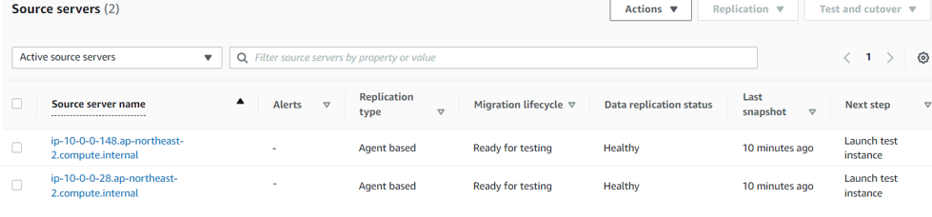 Source servers (2)
Actions
Replication
Test and cutover
Active source servers
Filter source servers by property or value
1
Source server name
Alerts
Replication
type
Migration lifecycle
Data replication status
Last
snapshot
Next step
ip-10-0-0-148.ap-northeast-
2.compute.internal
-
Agent based
Ready for testing
Healthy
10 minutes ago
Launch test
instance
ip-10-0-0-28.ap-northeast-
2.compute.internal
-
Agent based
Ready for testing
Healthy
10 minutes ago
Launch test
instance